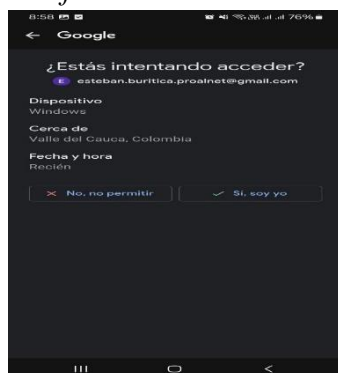 8:58 76%
← Google
¿Estás intentando acceder?
E esteban.buritica.proalnet@gmail.com
Dispositivo
Windows
Cerca de
Valle del Cauca, Colombia
Fecha y hora
Recién
No, no permitir
Sí, soy yo